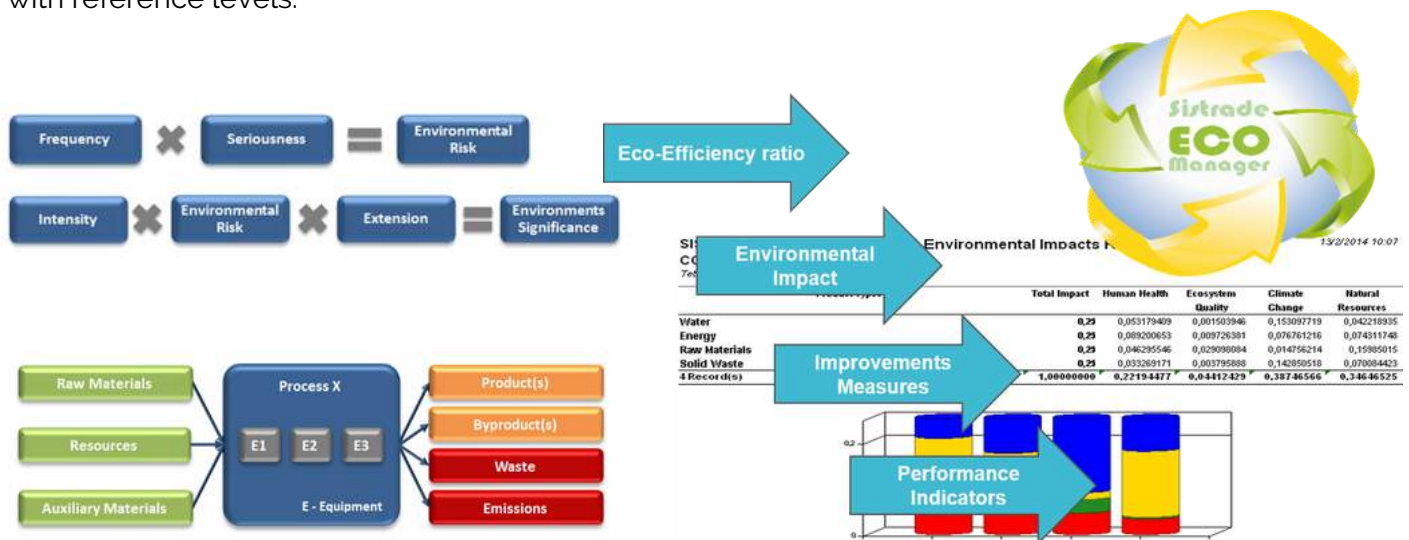 with reference levels.
Frequency
Seriousness
Environmental
Risk
Intensity
Environmental
Risk
Extension
Environments
Significance
Raw Materials
Resources
Auxiliary Materials
Process X
E1 E2 E3
E - Equipment
Product(s)
Byproduct(s)
Waste
Emissions
Eco-Efficiency ratio
Sistrade
ECO
Manager
Environmental Impacts
13/2/2014 10:07
Environmental
Impact
Total Impact Human Health Ecosystem Quality Climate Change Natural Resources
Water 0,25 0,053179409 0,001503946 0,153097719 0,042218935
Energy 0,25 0,089200653 0,009726381 0,076761216 0,074311748
Raw Materials 0,25 0,046295546 0,029098084 0,014756214 0,15985015
Solid Waste 0,25 0,033269171 0,003795888 0,142850518 0,070084423
4 Record(s) 1,00000000 0,22194477 0,04412429 0,38746566 0,34646525
Improvements
Measures
0,2
Performance
Indicators
0